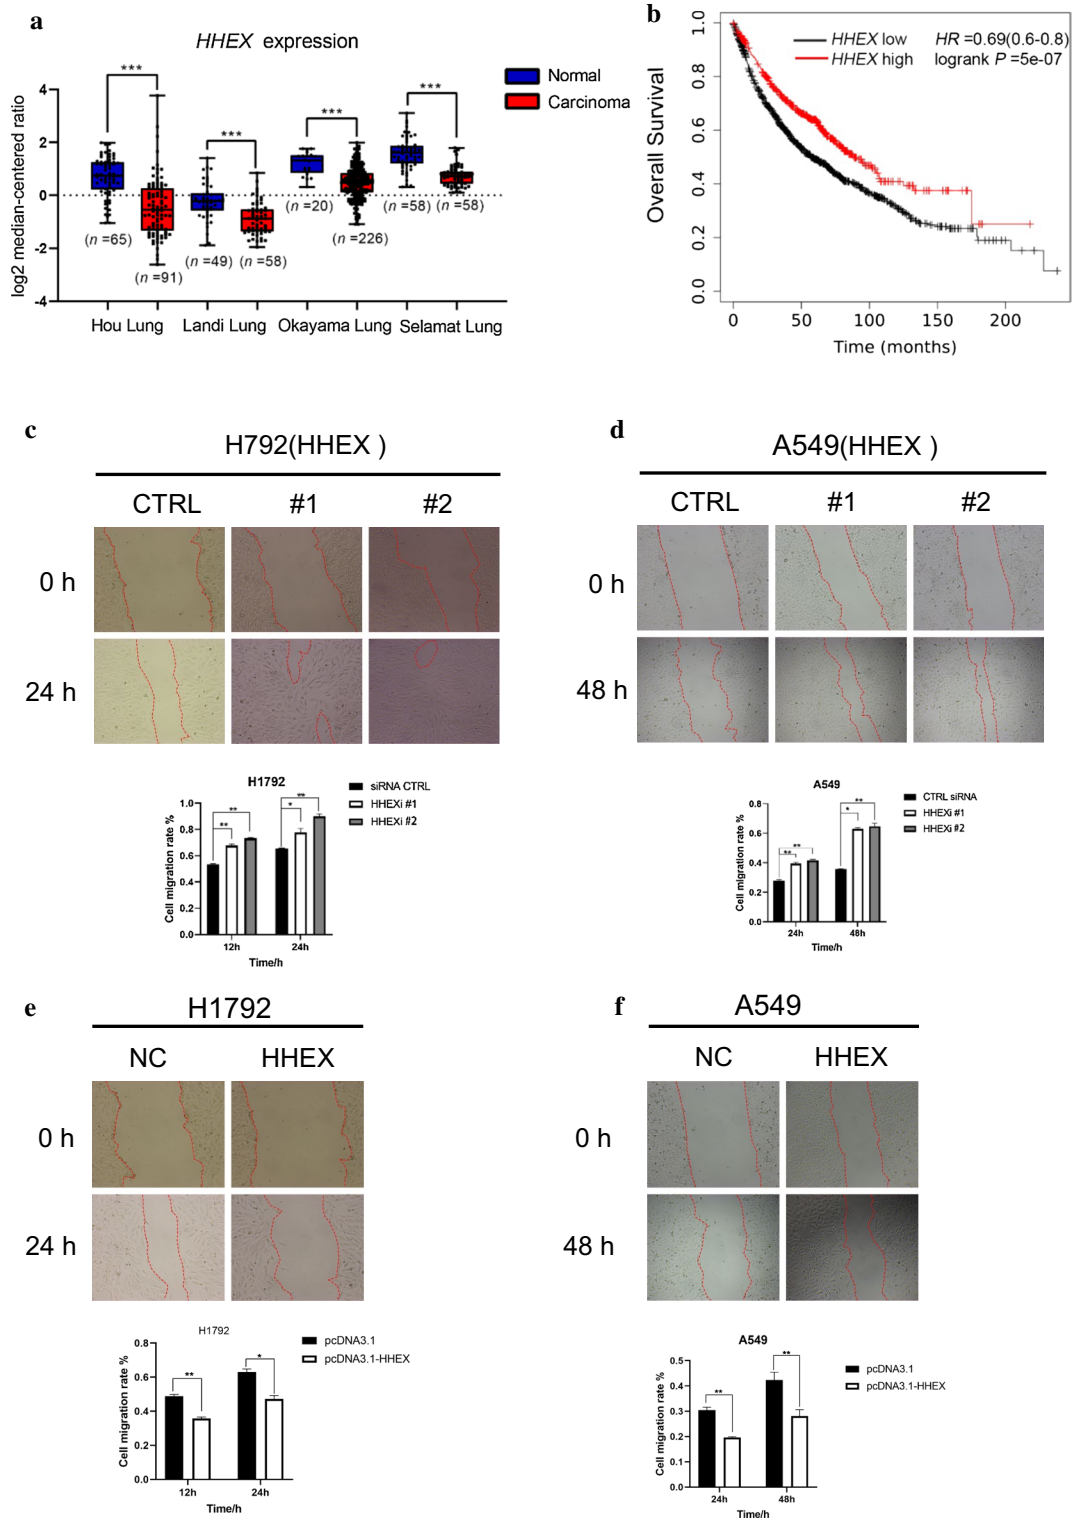 a
HHEX expression
Normal
Carcinoma
log2 median-centered ratio
4
2
0
-2
-4
***
***
***
***
(n =65)
(n =91)
(n =49)
(n =58)
(n =20)
(n =226)
(n =58)
(n =58)
Hou Lung
Landi Lung
Okayama Lung
Selamat Lung
b
HHEX low
HHEX high
HR =0.69(0.6-0.8)
logrank P =5e-07
Overall Survival
1.0
0.8
0.6
0.4
0.2
0.0
0
50
100
150
200
Time (months)
c
H792(HHEX )
CTRL
#1
#2
0 h
24 h
H1792
siRNA CTRL
HHEXi #1
HHEXi #2
Cell migration rate %
1.0
0.8
0.6
0.4
0.2
0.0
**
**
*
**
12h
24h
Time/h
d
A549(HHEX )
CTRL
#1
#2
0 h
48 h
A549
CTRL siRNA
HHEXi #1
HHEXi #2
Cell migration rate %
0.8
0.6
0.4
0.2
0.0
**
**
*
**
24h
48h
Time/h
e
H1792
NC
HHEX
0 h
24 h
H1792
pcDNA3.1
pcDNA3.1-HHEX
Cell migration rate %
0.8
0.6
0.4
0.2
0.0
**
*
12h
24h
Time/h
f
A549
NC
HHEX
0 h
48 h
A549
pcDNA3.1
pcDNA3.1-HHEX
Cell migration rate %
0.5
0.4
0.3
0.2
0.1
0.0
**
**
24h
48h
Time/h